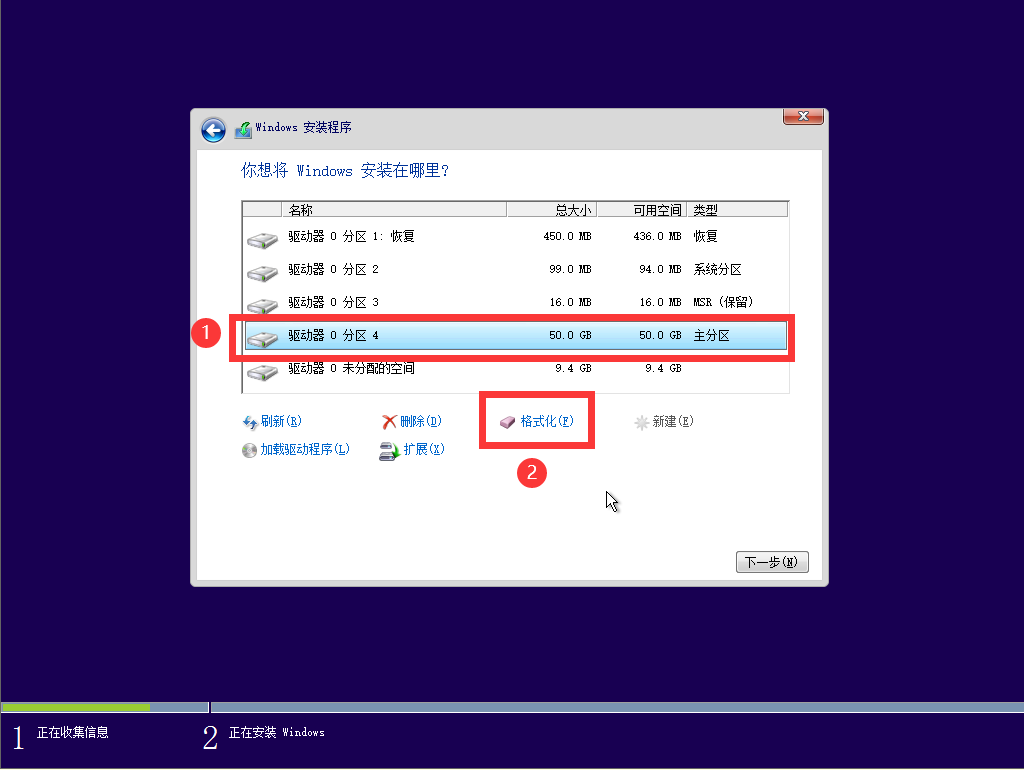 Windows 安装程序
你想将 Windows 安装在哪里?
名称 总大小 可用空间 类型
驱动器 0 分区 1: 恢复 450.0 MB 436.0 MB 恢复
驱动器 0 分区 2 99.0 MB 94.0 MB 系统分区
驱动器 0 分区 3 16.0 MB 16.0 MB MSR (保留)
1 驱动器 0 分区 4 50.0 GB 50.0 GB 主分区
驱动器 0 未分配的空间 9.4 GB 9.4 GB
刷新(R) 删除(D) 格式化(F) 新建(E)
加载驱动程序(L) 扩展(X)
2
下一步(N)
1 正在收集信息 2 正在安装 Windows